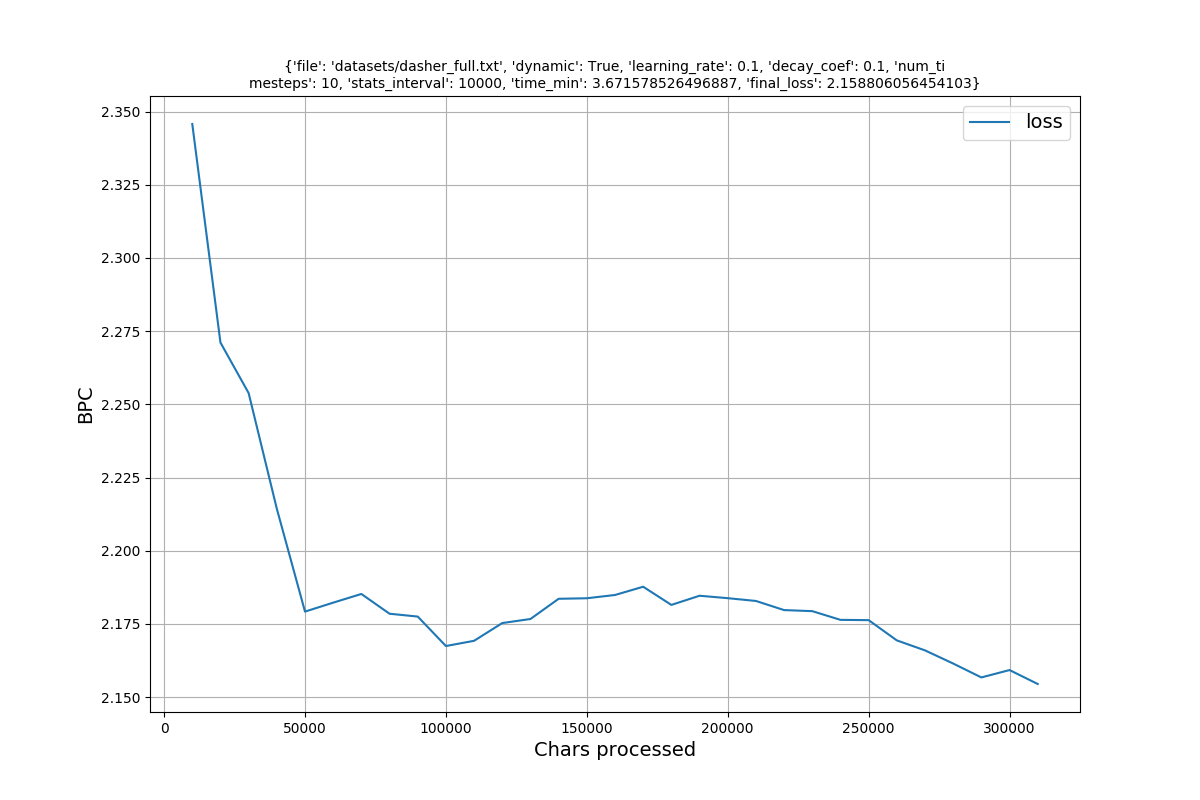 {'file': 'datasets/dasher_full.txt', 'dynamic': True, 'learning_rate': 0.1, 'decay_coef': 0.1, 'num_ti
mesteps': 10, 'stats_interval': 10000, 'time_min': 3.671578526496887, 'final_loss': 2.158806056454103}
loss
2.350
2.325
2.300
2.275
2.250
2.225
2.200
2.175
2.150
BPC
0 50000 100000 150000 200000 250000 300000
Chars processed